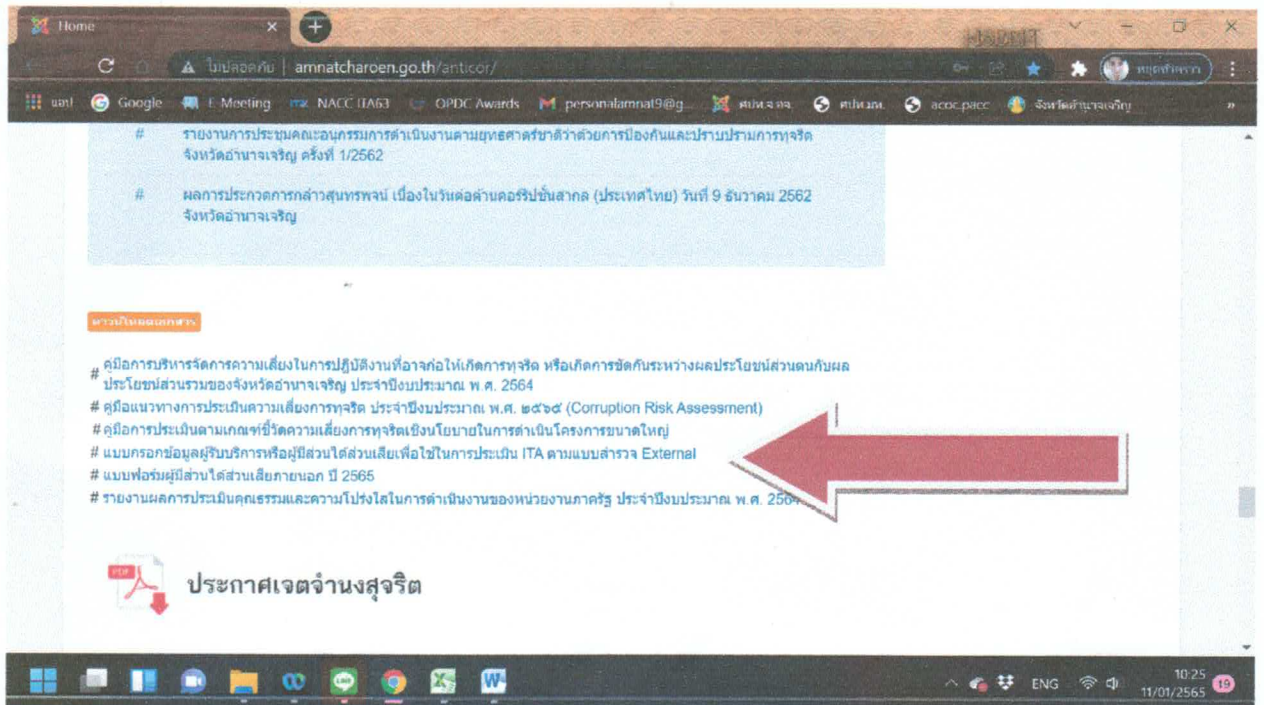 Home
amnatcharoen.go.th/anticor/
Google
E-Meeting
NACC ITA63
OPDC Awards
personalamnat9@g...
acoc.pacc
จังหวัดอำนาจเจริญ
»
# รายงานการประชุมคณะอนุกรรมการดำเนินงานตามยุทธศาตร์ชาติว่าด้วยการป้องกันและปราบปรามการทุจริต
จังหวัดอำนาจเจริญ ครั้งที่ 1/2562
# ผลการประกวดการกล่าวสุนทรพจน์ เนื่องในวันต่อต้านคอร์รัปชั่นสากล (ประเทศไทย) วันที่ 9 ธันวาคม 2562
จังหวัดอำนาจเจริญ
ดาวน์โหลดเอกสาร
# คู่มือการบริหารจัดการความเสี่ยงในการปฏิบัติงานที่อาจก่อให้เกิดการทุจริต หรือเกิดการขัดกันระหว่างผลประโยชน์ส่วนตนกับผล
ประโยชน์ส่วนรวมของจังหวัดอำนาจเจริญ ประจำปีงบประมาณ พ.ศ. 2564
# คู่มือแนวทางการประเมินความเสี่ยงการทุจริต ประจำปีงบประมาณ พ.ศ. ๒๕๖๕ (Corruption Risk Assessment)
# คู่มือการประเมินตามเกณฑ์ชี้วัดความเสี่ยงการทุจริตเชิงนโยบายในการดำเนินโครงการขนาดใหญ่
# แบบกรอกข้อมูลผู้รับบริการหรือผู้มีส่วนได้ส่วนเสียเพื่อใช้ในการประเมิน ITA ตามแบบสำรวจ External
# แบบฟอร์มผู้มีส่วนได้ส่วนเสียภายนอก ปี 2565
# รายงานผลการประเมินคุณธรรมและความโปร่งใสในการดำเนินงานของหน่วยงานภาครัฐ ประจำปีงบประมาณ พ.ศ. 2564
PDF
ประกาศเจตจำนงสุจริต
ENG
10:25
11/01/2565
19